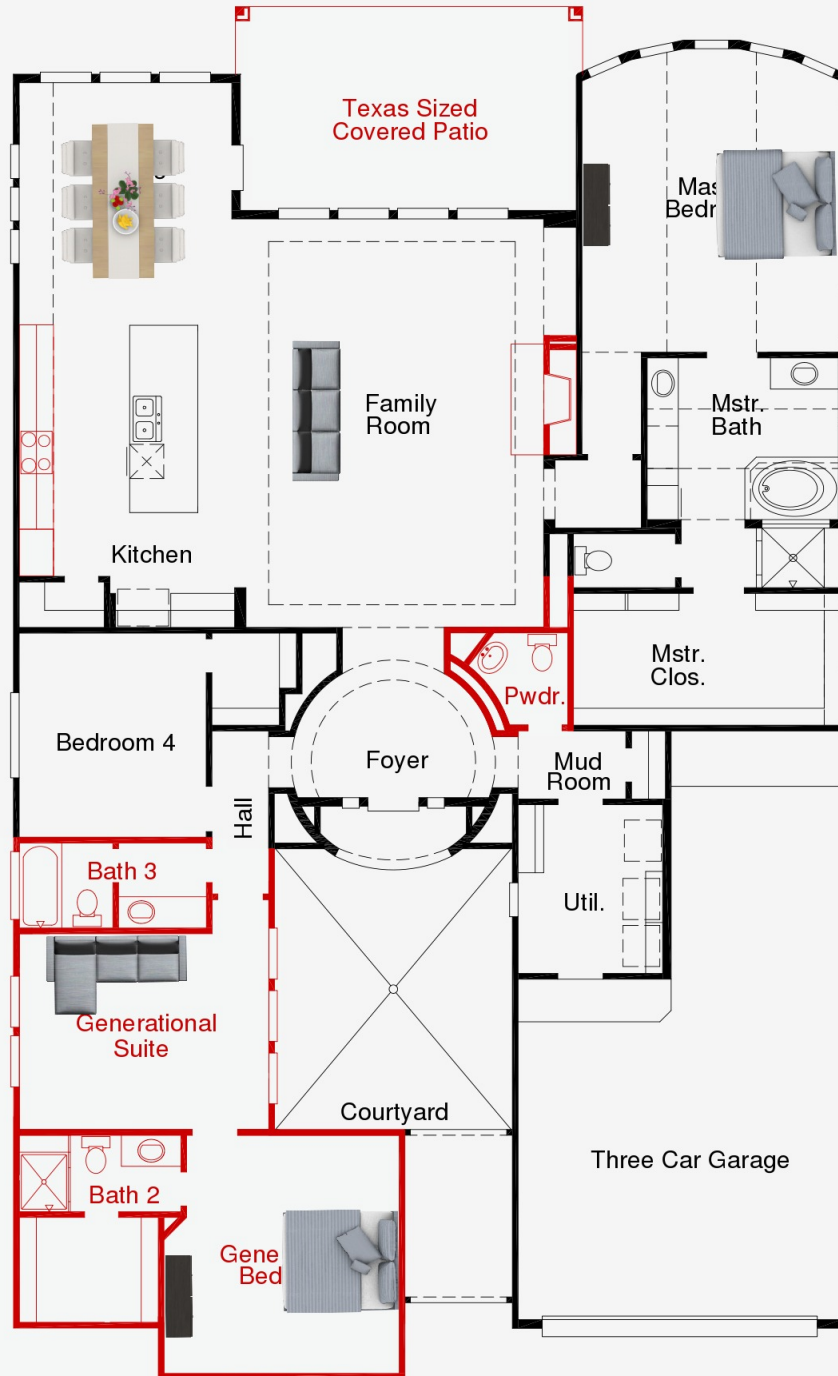 Texas Sized
Covered Patio
Family
Room
Mstr.
Bath
Kitchen
Mstr.
Clos.
Pwdr.
Bedroom 4
Foyer
Mud
Room
Hall
Bath 3
Util.
Generational
Suite
Courtyard
Three Car Garage
Bath 2